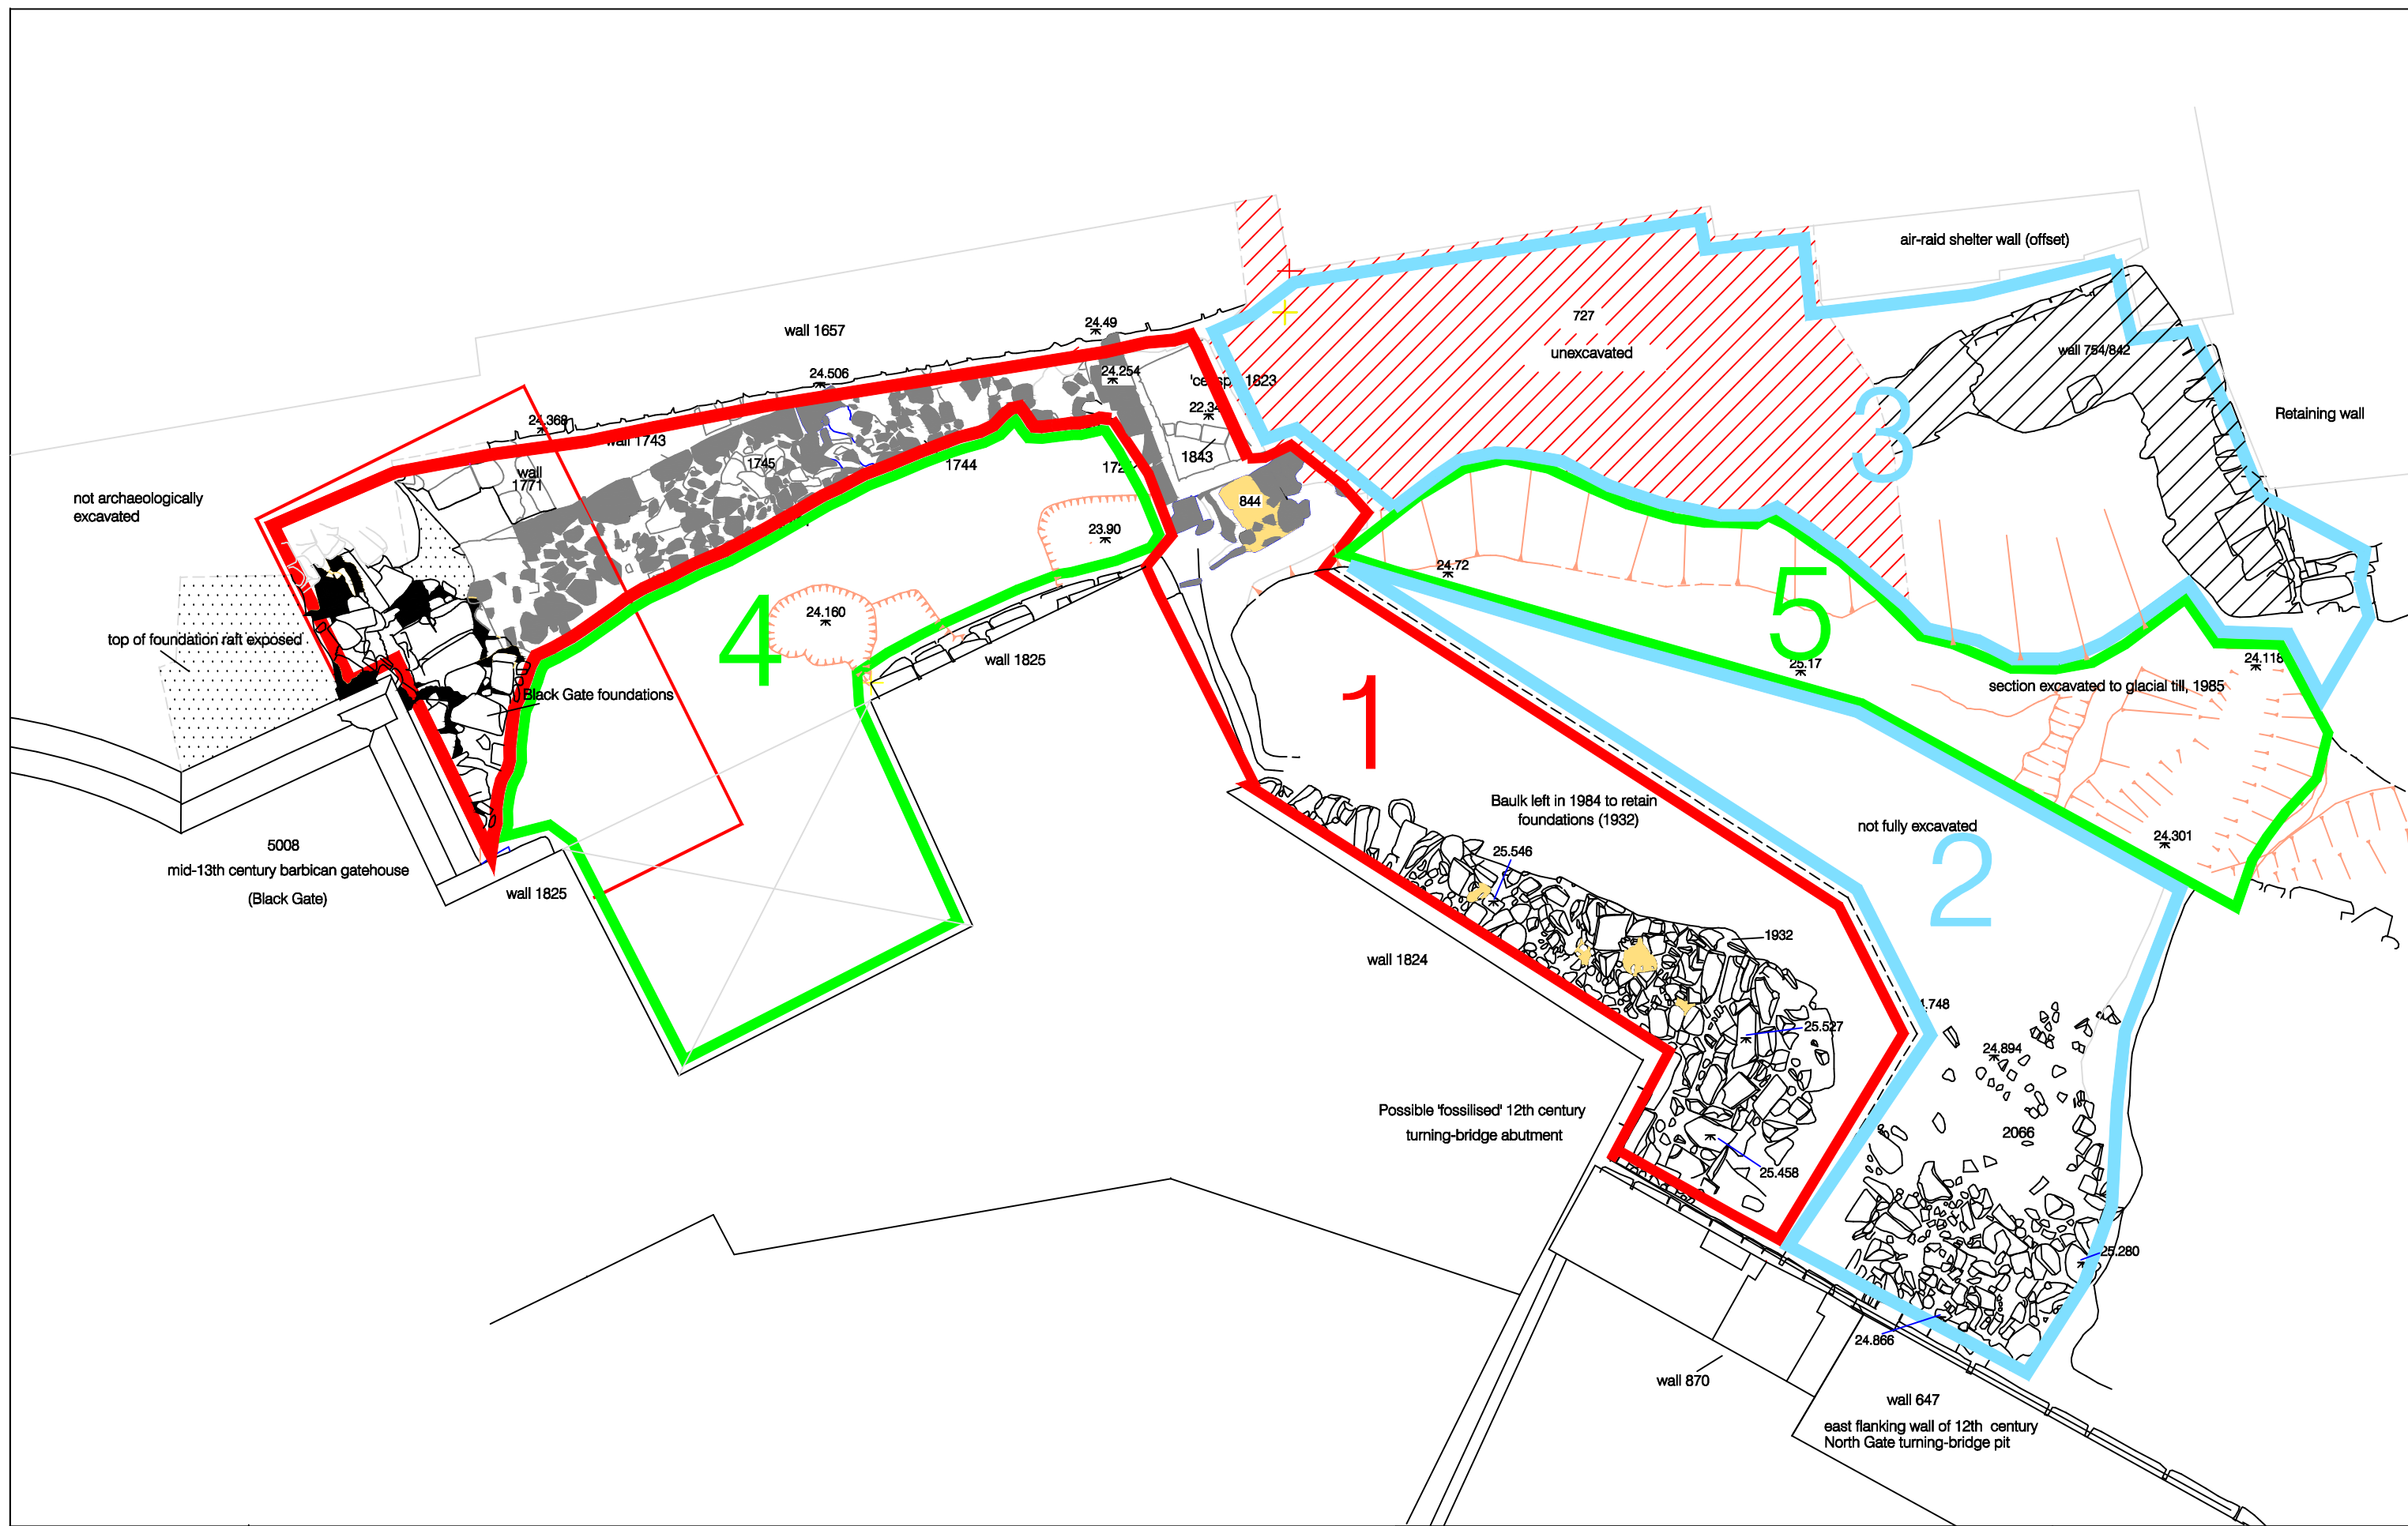 air-raid shelter wall (offset)
727
unexcavated
wall 1657
24.49
24.506
24.254
24.368
wall 1743
wall
1771
1745
1744
1843
844
23.90
24.160
wall 754/842
3
Retaining wall
not archaeologically
excavated
top of foundation raft exposed
Black Gate foundations
4
wall 1825
24.72
5
25.17
24.118
section excavated to glacial till, 1985
1
Baulk left in 1984 to retain
foundations (1932)
not fully excavated
2
24.301
5008
mid-13th century barbican gatehouse
(Black Gate)
wall 1825
25.546
wall 1824
1932
25.527
.748
24.894
2066
Possible 'fossilised' 12th century
turning-bridge abutment
25.458
25.280
24.866
wall 870
wall 647
east flanking wall of 12th century
North Gate turning-bridge pit